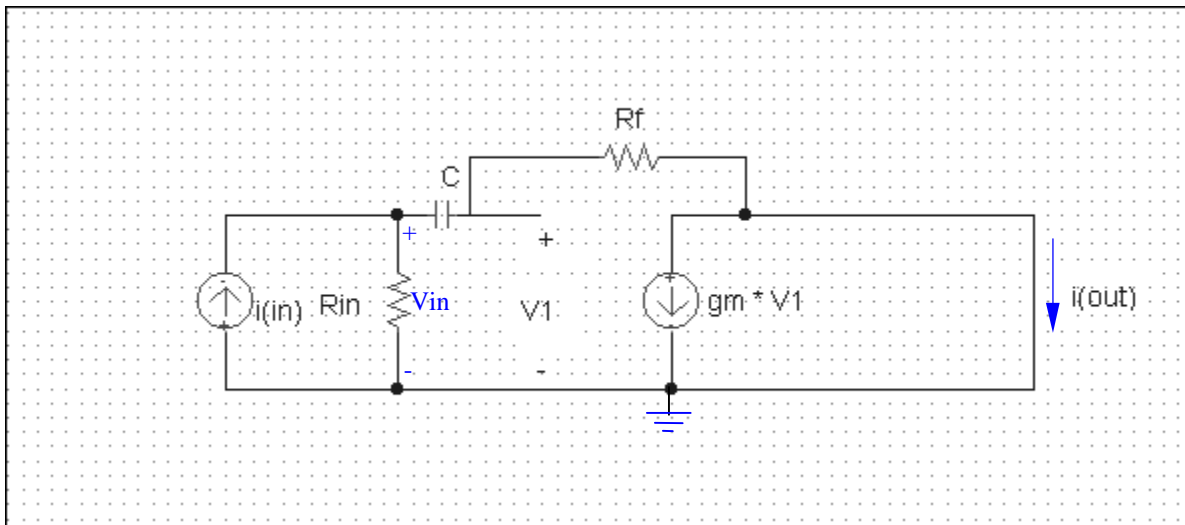 Rf
C
+
+
i(in)
Rin
Vin
V1
gm * V1
i(out)
-
-